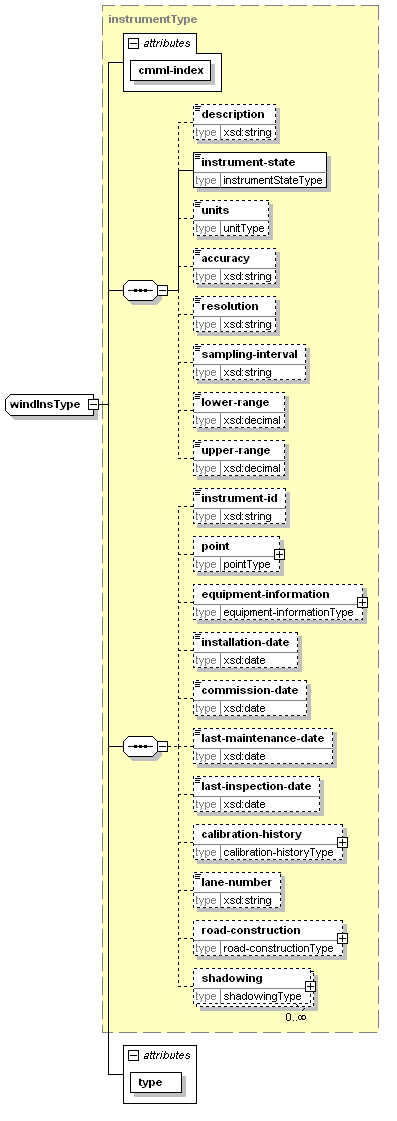 instrumentType
attributes
cmml-index
description
type xsd:string
instrument-state
type instrumentStateType
units
type unitType
accuracy
type xsd:string
resolution
type xsd:string
sampling-interval
type xsd:string
windInsType
lower-range
type xsd:decimal
upper-range
type xsd:decimal
instrument-id
type xsd:string
point
type pointType
equipment-information
type equipment-informationType
installation-date
type xsd:date
commission-date
type xsd:date
last-maintenance-date
type xsd:date
last-inspection-date
type xsd:date
calibration-history
type calibration-historyType
lane-number
type xsd:string
road-construction
type road-constructionType
shadowing
type shadowingType
0..∞
attributes
type